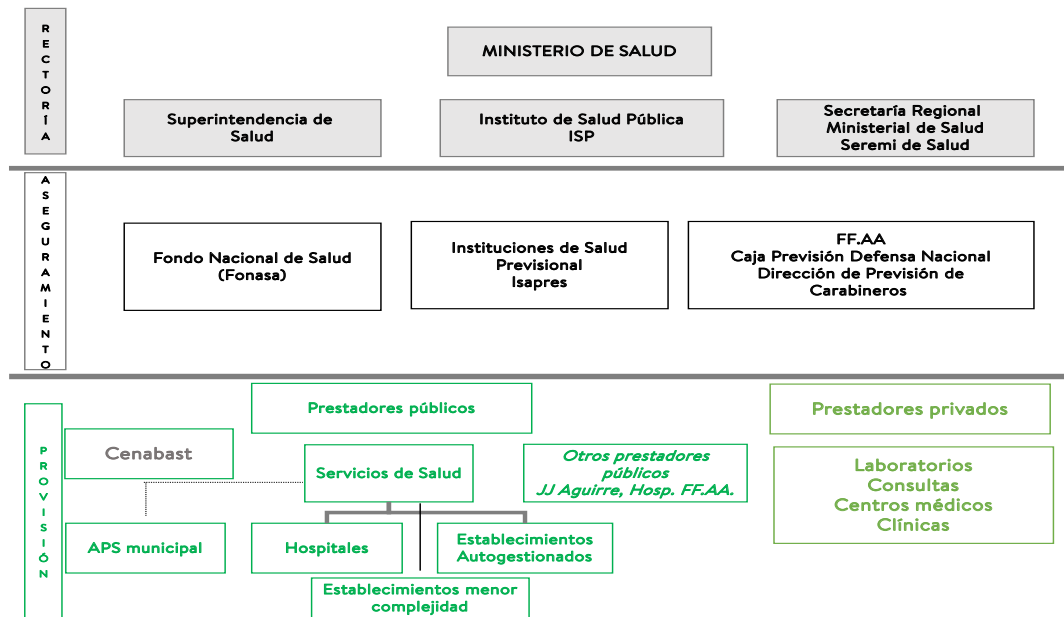 RECTORÍA
MINISTERIO DE SALUD
Superintendencia de
Salud
Instituto de Salud Pública
ISP
Secretaría Regional
Ministerial de Salud
Seremi de Salud
ASEGURAMIENTO
Fondo Nacional de Salud
(Fonasa)
Instituciones de Salud
Previsional
Isapres
FF.AA
Caja Previsión Defensa Nacional
Dirección de Previsión de
Carabineros
PROVISIÓN
Prestadores públicos
Prestadores privados
Cenabast
Servicios de Salud
Otros prestadores
públicos
JJ Aguirre, Hosp. FF.AA.
Laboratorios
Consultas
Centros médicos
Clínicas
APS municipal
Hospitales
Establecimientos
Autogestionados
Establecimientos menor
complejidad